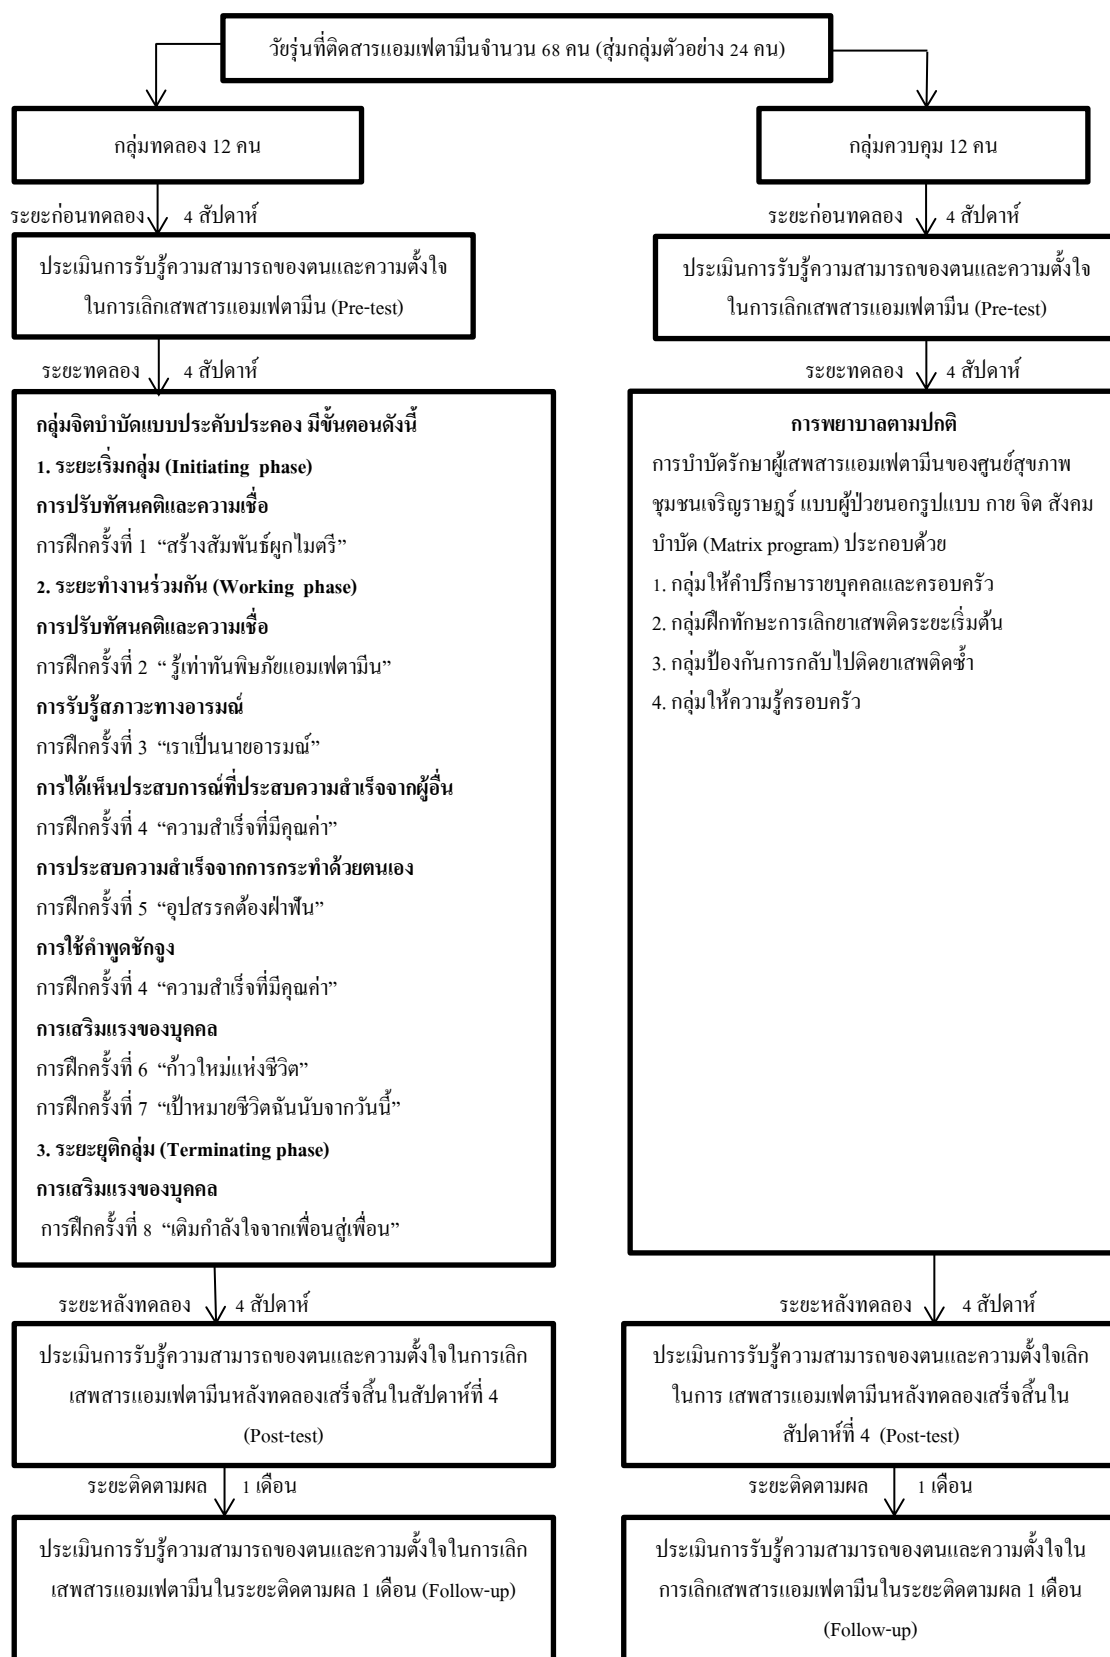 วัยรุ่นที่ติดสารแอมเฟตามีนจำนวน 68 คน (สุ่มกลุ่มตัวอย่าง 24 คน)
กลุ่มทดลอง 12 คน
ระยะก่อนทดลอง 4 สัปดาห์
ประเมินการรับรู้ความสามารถของตนและความตั้งใจ
ในการเลิกเสพสารแอมเฟตามีน (Pre-test)
ระยะทดลอง 4 สัปดาห์
กลุ่มจิตบำบัดแบบประคับประคอง มีขั้นตอนดังนี้
1. ระยะเริ่มกลุ่ม (Initiating phase)
การปรับทัศนคติและความเชื่อ
การฝึกครั้งที่ 1 “สร้างสัมพันธ์ผูกไมตรี”
2. ระยะทำงานร่วมกัน (Working phase)
การปรับทัศนคติและความเชื่อ
การฝึกครั้งที่ 2 “ รู้เท่าทันพิษภัยแอมเฟตามีน”
การรับรู้สภาวะทางอารมณ์
การฝึกครั้งที่ 3 “เราเป็นนายอารมณ์”
การได้เห็นประสบการณ์ที่ประสบความสำเร็จจากผู้อื่น
การฝึกครั้งที่ 4 “ความสำเร็จที่มีคุณค่า”
การประสบความสำเร็จจากการกระทำด้วยตนเอง
การฝึกครั้งที่ 5 “อุปสรรคต้องฝ่าฟัน”
การใช้คำพูดชักจูง
การฝึกครั้งที่ 4 “ความสำเร็จที่มีคุณค่า”
การเสริมแรงของบุคคล
การฝึกครั้งที่ 6 “ก้าวใหม่แห่งชีวิต”
การฝึกครั้งที่ 7 “เป้าหมายชีวิตฉันนับจากวันนี้”
3. ระยะยุติกลุ่ม (Terminating phase)
การเสริมแรงของบุคคล
การฝึกครั้งที่ 8 “เติมกำลังใจจากเพื่อนสู่เพื่อน”
ระยะหลังทดลอง 4 สัปดาห์
ประเมินการรับรู้ความสามารถของตนและความตั้งใจในการเลิก
เสพสารแอมเฟตามีนหลังทดลองเสร็จสิ้นในสัปดาห์ที่ 4
(Post-test)
ระยะติดตามผล 1 เดือน
ประเมินการรับรู้ความสามารถของตนและความตั้งใจในการเลิก
เสพสารแอมเฟตามีนในระยะติดตามผล 1 เดือน (Follow-up)
กลุ่มควบคุม 12 คน
ระยะก่อนทดลอง 4 สัปดาห์
ประเมินการรับรู้ความสามารถของตนและความตั้งใจ
ในการเลิกเสพสารแอมเฟตามีน (Pre-test)
ระยะทดลอง 4 สัปดาห์
การพยาบาลตามปกติ
การบำบัดรักษาผู้เสพสารแอมเฟตามีนของศูนย์สุขภาพ
ชุมชนเจริญราษฎร์ แบบผู้ป่วยนอกรูปแบบ กาย จิต สังคม
บำบัด (Matrix program) ประกอบด้วย
1. กลุ่มให้คำปรึกษารายบุคคลและครอบครัว
2. กลุ่มฝึกทักษะการเลิกยาเสพติดระยะเริ่มต้น
3. กลุ่มป้องกันการกลับไปติดยาเสพติดซ้ำ
4. กลุ่มให้ความรู้ครอบครัว
ระยะหลังทดลอง 4 สัปดาห์
ประเมินการรับรู้ความสามารถของตนและความตั้งใจเลิก
ในการ เสพสารแอมเฟตามีนหลังทดลองเสร็จสิ้นใน
สัปดาห์ที่ 4 (Post-test)
ระยะติดตามผล 1 เดือน
ประเมินการรับรู้ความสามารถของตนและความตั้งใจใน
การเลิกเสพสารแอมเฟตามีนในระยะติดตามผล 1 เดือน
(Follow-up)